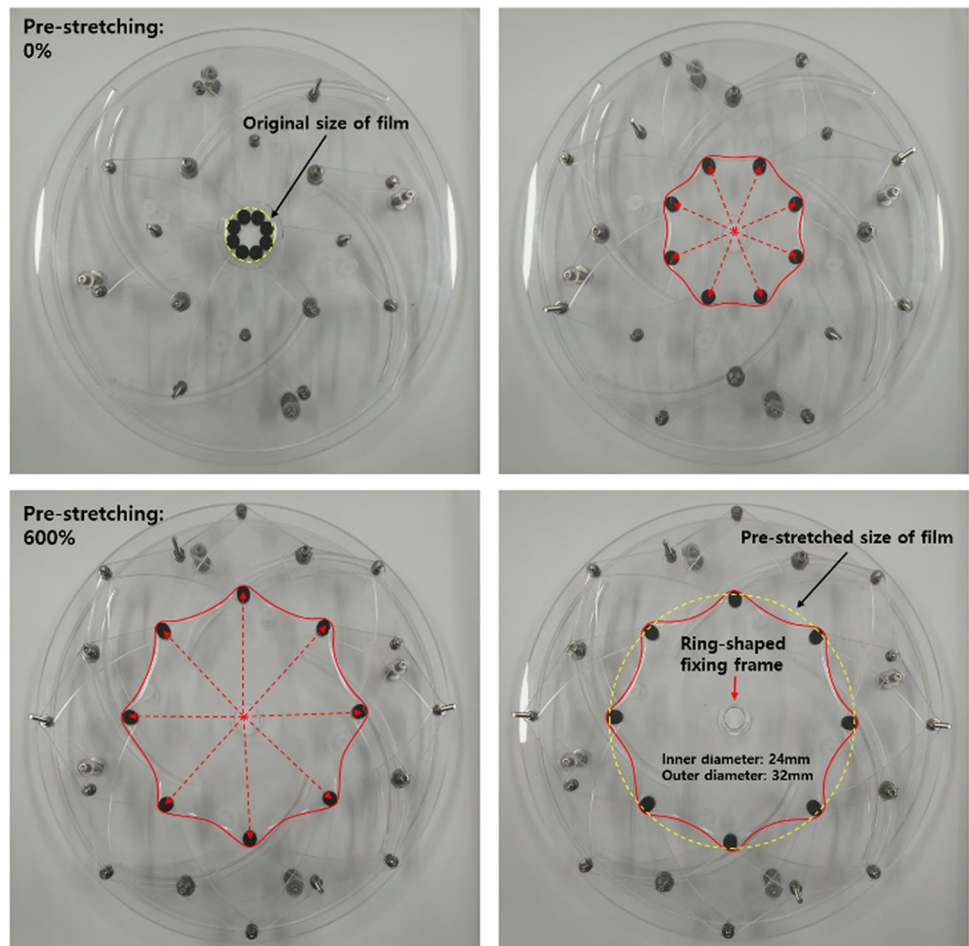 Pre-stretching:
0%
Original size of film
Pre-stretching:
600%
Pre-stretched size of film
Ring-shaped
fixing frame
Inner diameter: 24mm
Outer diameter: 32mm